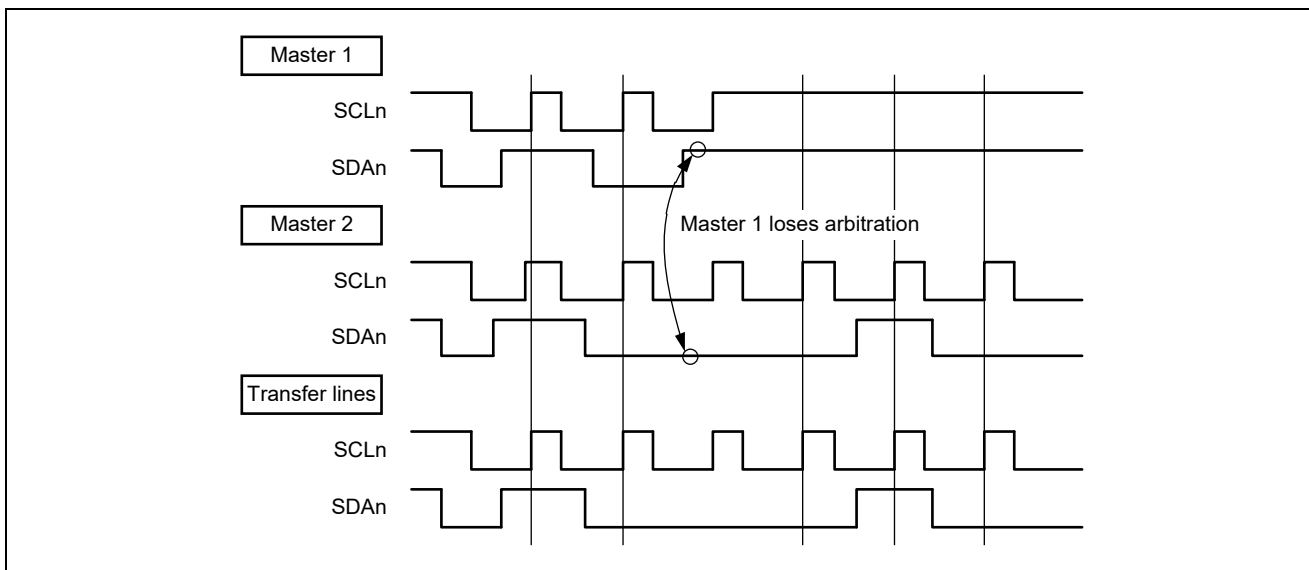 Master 1
SCLn
SDAn
Master 2
Master 1 loses arbitration
SCLn
SDAn
Transfer lines
SCLn
SDAn